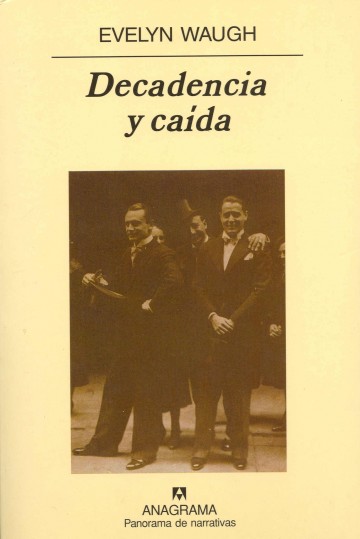 EVELYN WAUGH
Decadencia
y caída
ANAGRAMA
Panorama de narrativas